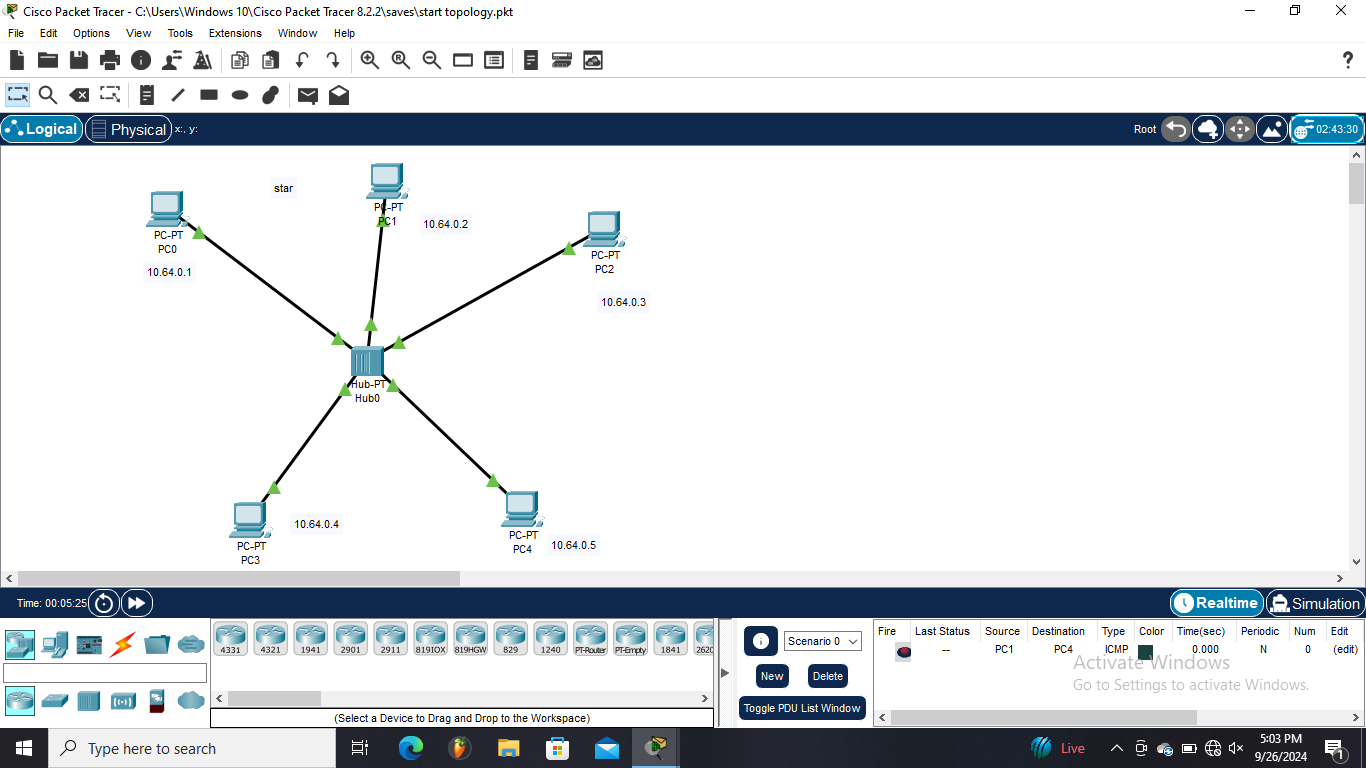 Cisco Packet Tracer - C:\Users\Windows 10\Cisco Packet Tracer 8.2.2\saves\start topology.pkt
File Edit Options View Tools Extensions Window Help
?
Logical Physical x:, y: Root 02:43:30
star
PC-PT
PC0
10.64.0.1
PC-PT
PC1
10.64.0.2
PC-PT
PC2
10.64.0.3
Hub-PT
Hub0
PC-PT
PC3
10.64.0.4
PC-PT
PC4
10.64.0.5
Time: 00:05:25 Realtime Simulation
4331 4321 1941 2901 2911 819IOX 819HGW 829 1240 PT-Router PT-Empty 1841 2620
(Select a Device to Drag and Drop to the Workspace)
Scenario 0
New Delete
Toggle PDU List Window
Fire Last Status Source Destination Type Color Time(sec) Periodic Num Edit
-- PC1 PC4 ICMP 0.000 N 0 (edit)
Activate Windows
Go to Settings to activate Windows.
Type here to search
Live
5:03 PM
9/26/2024
1